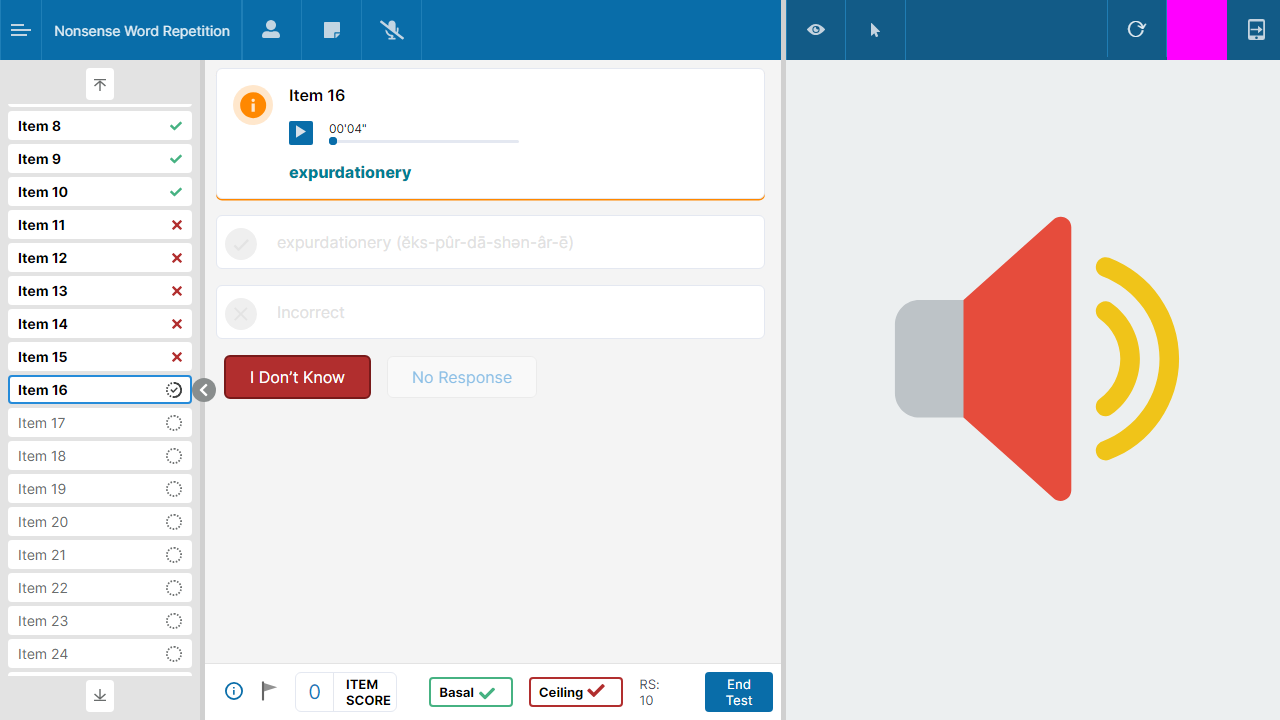 Nonsense Word Repetition
Item 8
Item 9
Item 10
Item 11
Item 12
Item 13
Item 14
Item 15
Item 16
Item 17
Item 18
Item 19
Item 20
Item 21
Item 22
Item 23
Item 24
Item 16
00'04"
expurdationery
expurdationery (ĕks-pûr-dā-shən-âr-ē)
Incorrect
I Don’t Know
No Response
0
ITEM
SCORE
Basal
Ceiling
RS:
10
End
Test